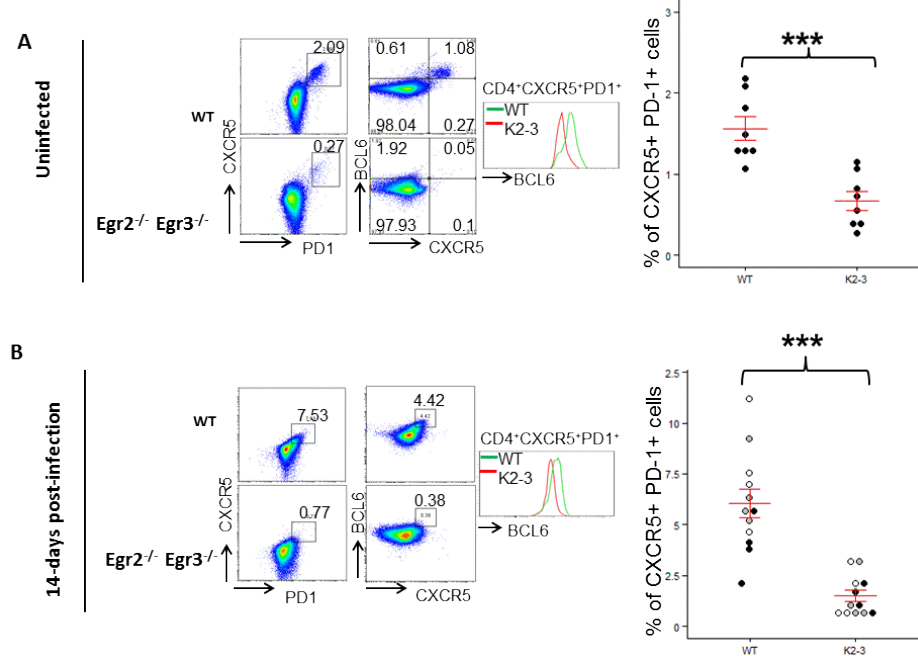 A
Uninfected
WT
Egr2-/- Egr3-/-
2.09
0.27
CXCR5
PD1
0.61 1.08
98.04 0.27
1.92 0.05
97.93 0.1
BCL6
CXCR5
CD4+CXCR5+PD1+
WT
K2-3
BCL6
***
% of CXCR5+ PD-1+ cells
3
2
1
0
WT K2-3
B
14-days post-infection
WT
Egr2-/- Egr3-/-
7.53
0.77
CXCR5
PD1
4.42
4.42
0.38
0.38
BCL6
CXCR5
CD4+CXCR5+PD1+
WT
K2-3
BCL6
***
% of CXCR5+ PD-1+ cells
2.5
10
7.5
5
2.5
0
WT K2-3